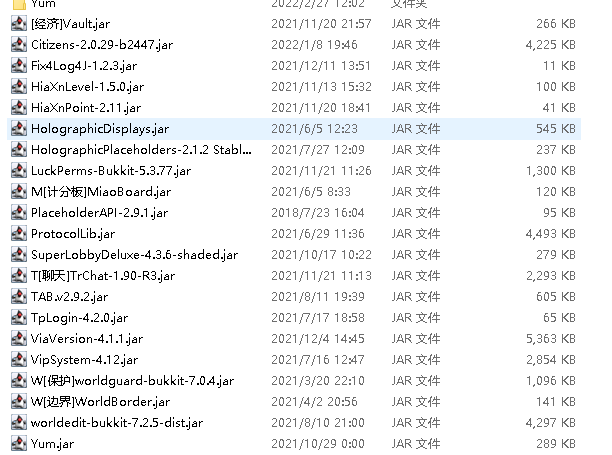 Yum 2022/2/27 12:02 文件夹
[经济]Vault.jar 2021/11/20 21:57 JAR 文件 266 KB
Citizens-2.0.29-b2447.jar 2022/1/8 19:46 JAR 文件 4,225 KB
Fix4Log4J-1.2.3.jar 2021/12/11 13:51 JAR 文件 11 KB
HiaXnLevel-1.5.0.jar 2021/11/13 15:32 JAR 文件 100 KB
HiaXnPoint-2.11.jar 2021/11/20 18:41 JAR 文件 41 KB
HolographicDisplays.jar 2021/6/5 12:23 JAR 文件 545 KB
HolographicPlaceholders-2.1.2 Stabl... 2021/7/27 12:09 JAR 文件 237 KB
LuckPerms-Bukkit-5.3.77.jar 2021/11/21 11:26 JAR 文件 1,300 KB
M[计分板]MiaoBoard.jar 2021/6/5 8:33 JAR 文件 120 KB
PlaceholderAPI-2.9.1.jar 2018/7/23 16:04 JAR 文件 95 KB
ProtocolLib.jar 2021/6/29 11:36 JAR 文件 4,493 KB
SuperLobbyDeluxe-4.3.6-shaded.jar 2021/10/17 10:22 JAR 文件 279 KB
T[聊天]TrChat-1.90-R3.jar 2021/11/21 11:13 JAR 文件 2,293 KB
TAB.v2.9.2.jar 2021/8/11 19:39 JAR 文件 605 KB
TpLogin-4.2.0.jar 2021/7/17 18:58 JAR 文件 65 KB
ViaVersion-4.1.1.jar 2021/12/4 14:45 JAR 文件 5,363 KB
VipSystem-4.12.jar 2021/7/16 12:47 JAR 文件 2,854 KB
W[保护]worldguard-bukkit-7.0.4.jar 2021/3/20 22:10 JAR 文件 1,096 KB
W[边界]WorldBorder.jar 2021/4/2 20:56 JAR 文件 141 KB
worldedit-bukkit-7.2.5-dist.jar 2021/8/10 21:00 JAR 文件 4,297 KB
Yum.jar 2021/10/29 0:00 JAR 文件 289 KB